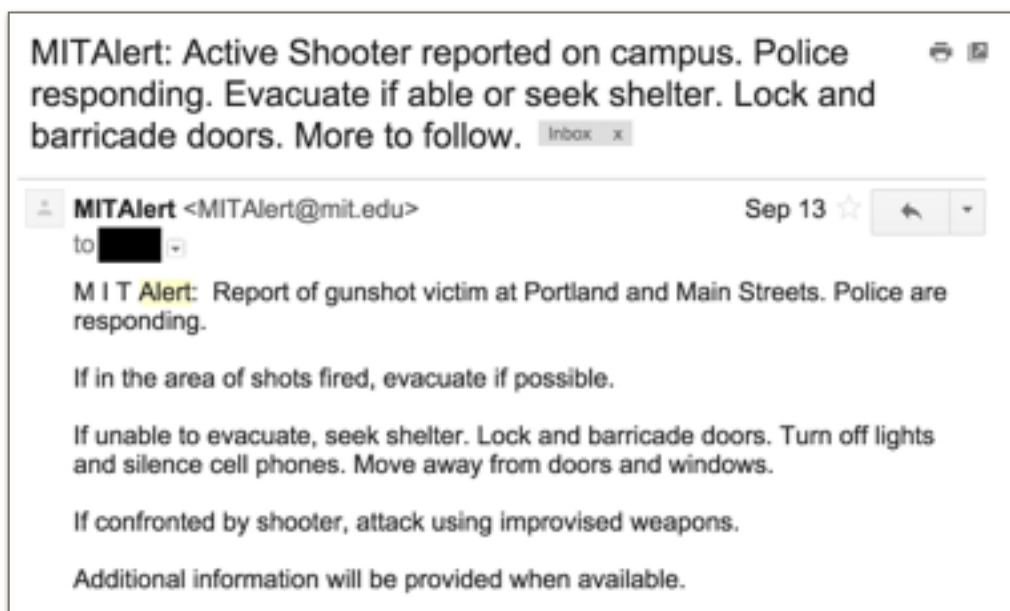 MITAlert: Active Shooter reported on campus. Police
responding. Evacuate if able or seek shelter. Lock and
barricade doors. More to follow. Inbox x
MITAlert <MITAlert@mit.edu> Sep 13
to
M I T Alert: Report of gunshot victim at Portland and Main Streets. Police are
responding.
If in the area of shots fired, evacuate if possible.
If unable to evacuate, seek shelter. Lock and barricade doors. Turn off lights
and silence cell phones. Move away from doors and windows.
If confronted by shooter, attack using improvised weapons.
Additional information will be provided when available.